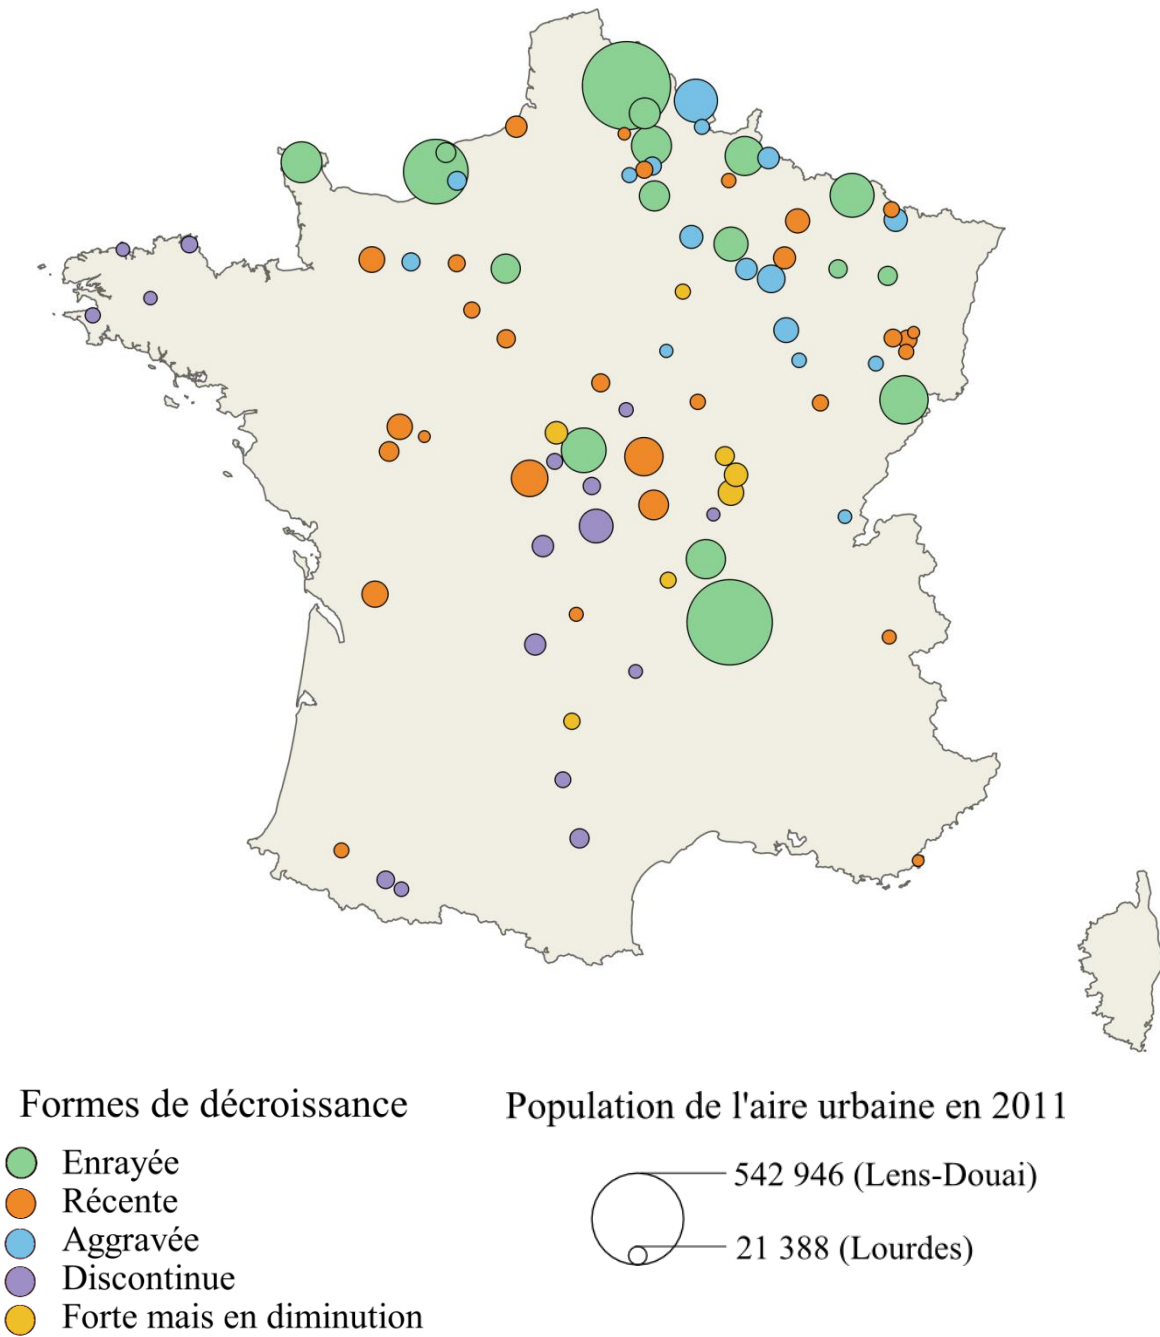 Formes de décroissance
Enrayée
Récente
Aggravée
Discontinue
Forte mais en diminution
Population de l'aire urbaine en 2011
542 946 (Lens-Douai)
21 388 (Lourdes)